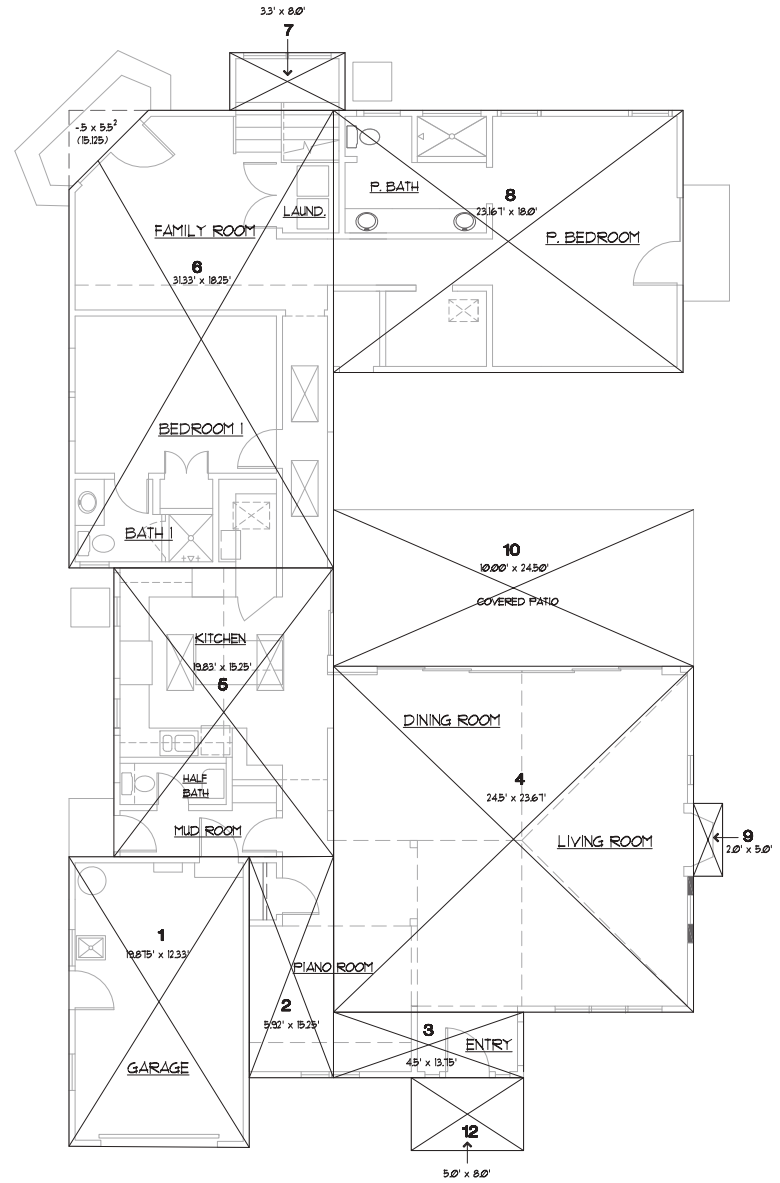 3.3' x 8.0'
7
-.5 x 5.5²
(15.125)
P. BATH
8
23.167' x 18.0'
LAUND.
FAMILY ROOM
P. BEDROOM
6
31.33' x 18.25'
BEDROOM 1
BATH 1
10
10.00' x 24.50'
COVERED PATIO
KITCHEN
19.83' x 15.25'
5
DINING ROOM
HALF
BATH
4
24.5' x 23.67'
MUD ROOM
LIVING ROOM
9
2.0' x 5.0'
1
19.875' x 12.33'
PIANO ROOM
2
5.92' x 15.25'
3
ENTRY
4.5' x 13.75'
GARAGE
12
5.0' x 8.0'